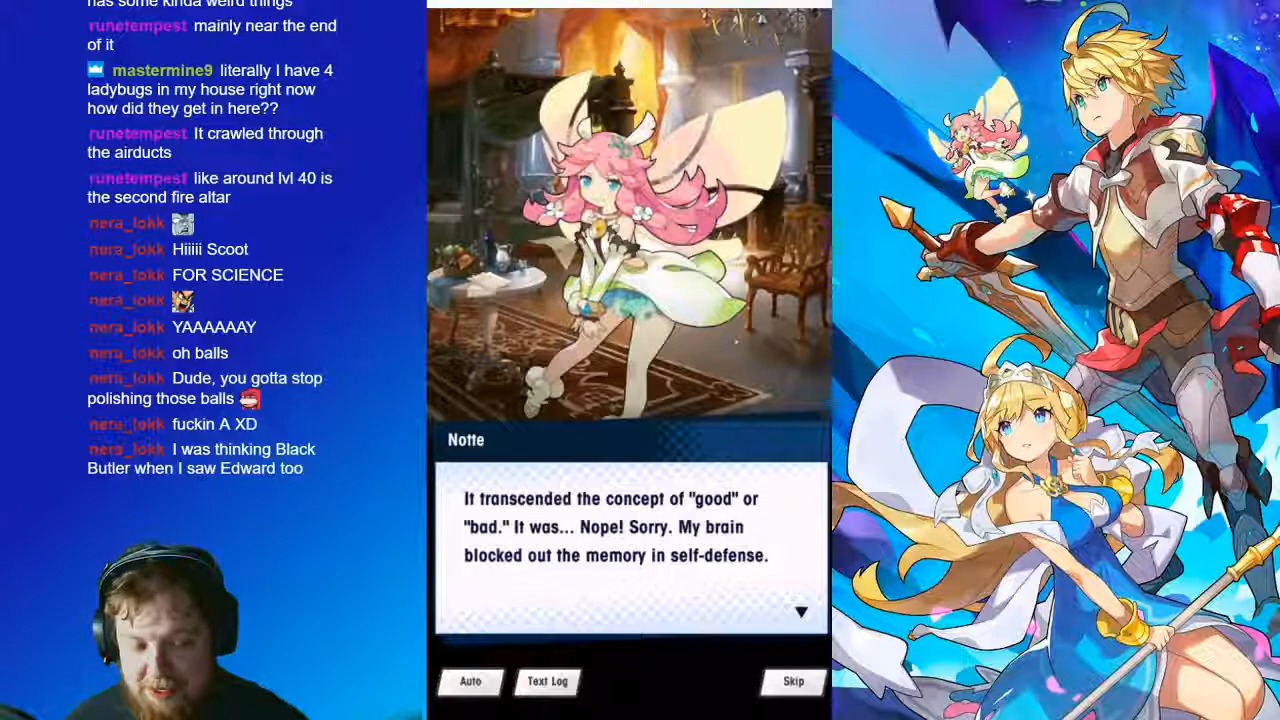 has some kinda weird things
runetempest mainly near the end
of it
mastermine9 literally I have 4
ladybugs in my house right now
how did they get in here??
runetempest It crawled through
the airducts
runetempest like around lvl 40 is
the second fire altar
nera_lokk
nera_lokk Hiiiii Scoot
nera_lokk FOR SCIENCE
nera_lokk
nera_lokk YAAAAAAY
nera_lokk oh balls
nera_lokk Dude, you gotta stop
polishing those balls
nera_lokk fuckin A XD
nera_lokk I was thinking Black
Butler when I saw Edward too
Notte
It transcended the concept of "good" or
"bad." It was... Nope! Sorry. My brain
blocked out the memory in self-defense.
Auto
Text Log
Skip